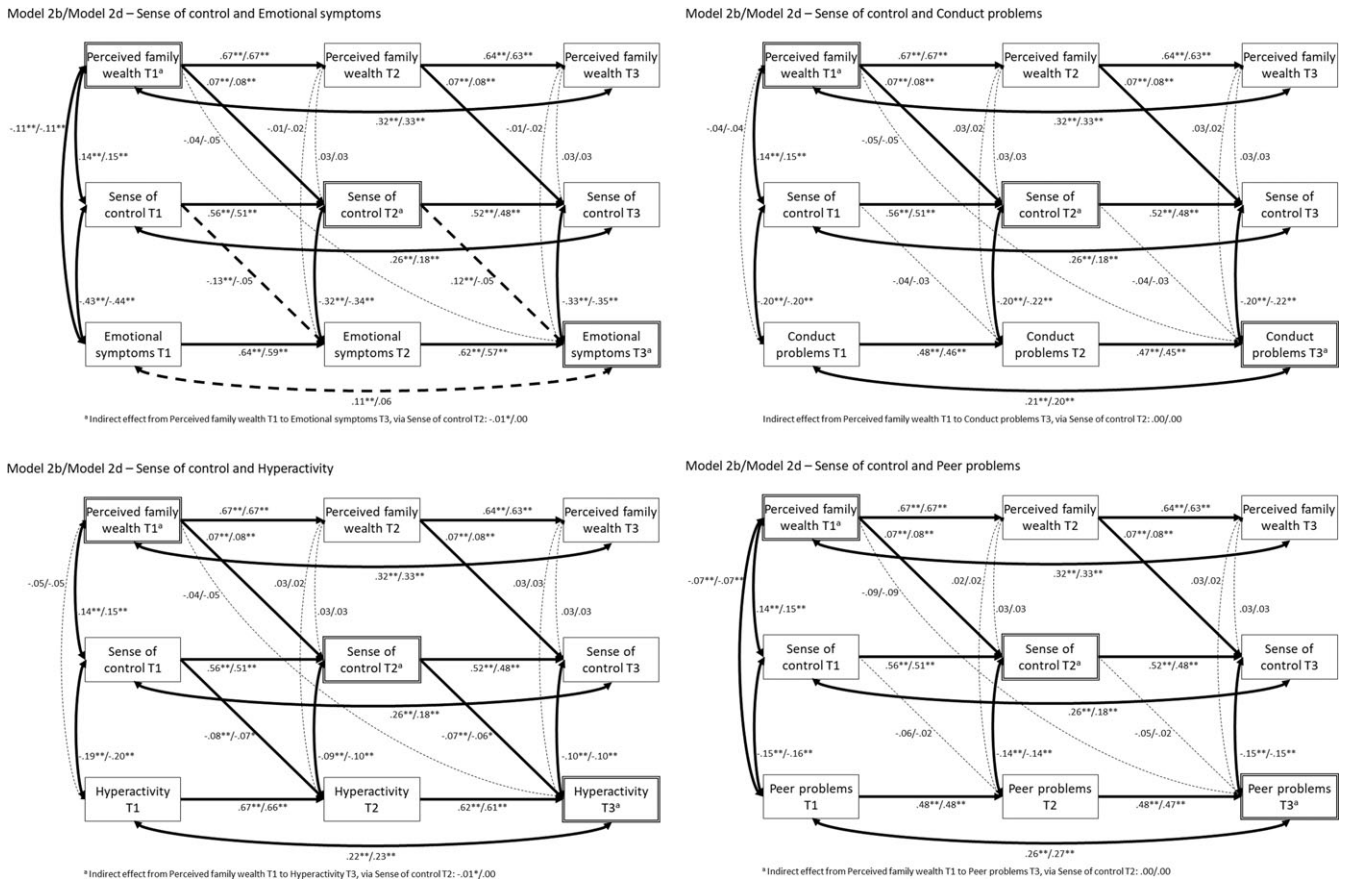 Model 2b/Model 2d – Sense of control and Emotional symptoms
Perceived family
wealth T1ᵃ
.67**/.67**
Perceived family
wealth T2
.64**/.63**
Perceived family
wealth T3
.07**/.08**
.07**/.08**
.32**/.33**
-.11**/-.11**
-.04/-.05
-.01/-.02
-.01/-.02
.14**/.15**
.03/.03
.03/.03
Sense of
control T1
.56**/.51**
Sense of
control T2ᵃ
.52**/.48**
Sense of
control T3
.26**/.18**
-.13**/-.05
.12**/-.05
-.43**/-.44**
-.32**/-.34**
-.33**/-.35**
Emotional
symptoms T1
.64**/.59**
Emotional
symptoms T2
.62**/.57**
Emotional
symptoms T3ᵃ
.11**/.06
ᵃ Indirect effect from Perceived family wealth T1 to Emotional symptoms T3, via Sense of control T2: -.01*/.00
Model 2b/Model 2d – Sense of control and Conduct problems
Perceived family
wealth T1ᵃ
.67**/.67**
Perceived family
wealth T2
.64**/.63**
Perceived family
wealth T3
.07**/.08**
.07**/.08**
.32**/.33**
-.04/-.04
-.05/-.05
.03/.02
.03/.02
.14**/.15**
.03/.03
.03/.03
Sense of
control T1
.56**/.51**
Sense of
control T2ᵃ
.52**/.48**
Sense of
control T3
.26**/.18**
-.04/-.03
-.04/-.03
-.20**/-.20**
-.20**/-.22**
-.20**/-.22**
Conduct
problems T1
.48**/.46**
Conduct
problems T2
.47**/.45**
Conduct
problems T3ᵃ
.21**/.20**
Indirect effect from Perceived family wealth T1 to Conduct problems T3, via Sense of control T2: .00/.00
Model 2b/Model 2d – Sense of control and Hyperactivity
Perceived family
wealth T1ᵃ
.67**/.67**
Perceived family
wealth T2
.64**/.63**
Perceived family
wealth T3
.07**/.08**
.07**/.08**
.32**/.33**
-.05/-.05
-.04/-.05
.03/.02
.03/.03
.14**/.15**
.03/.03
.03/.03
Sense of
control T1
.56**/.51**
Sense of
control T2ᵃ
.52**/.48**
Sense of
control T3
.26**/.18**
-.08**/-.07*
-.07**/-.06*
-.19**/-.20**
-.09**/-.10**
-.10**/-.10**
Hyperactivity
T1
.67**/.66**
Hyperactivity
T2
.62**/.61**
Hyperactivity
T3ᵃ
.22**/.23**
ᵃ Indirect effect from Perceived family wealth T1 to Hyperactivity T3, via Sense of control T2: -.01*/.00
Model 2b/Model 2d – Sense of control and Peer problems
Perceived family
wealth T1ᵃ
.67**/.67**
Perceived family
wealth T2
.64**/.63**
Perceived family
wealth T3
.07**/.08**
.07**/.08**
.32**/.33**
-.07**/-.07**
-.09/-.09
.02/.02
.03/.02
.14**/.15**
.03/.03
.03/.03
Sense of
control T1
.56**/.51**
Sense of
control T2ᵃ
.52**/.48**
Sense of
control T3
.26**/.18**
-.06/-.02
-.05/-.02
-.15**/-.16**
-.14**/-.14**
-.15**/-.15**
Peer problems
T1
.48**/.48**
Peer problems
T2
.48**/.47**
Peer problems
T3ᵃ
.26**/.27**
ᵃ Indirect effect from Perceived family wealth T1 to Peer problems T3, via Sense of control T2: .00/.00